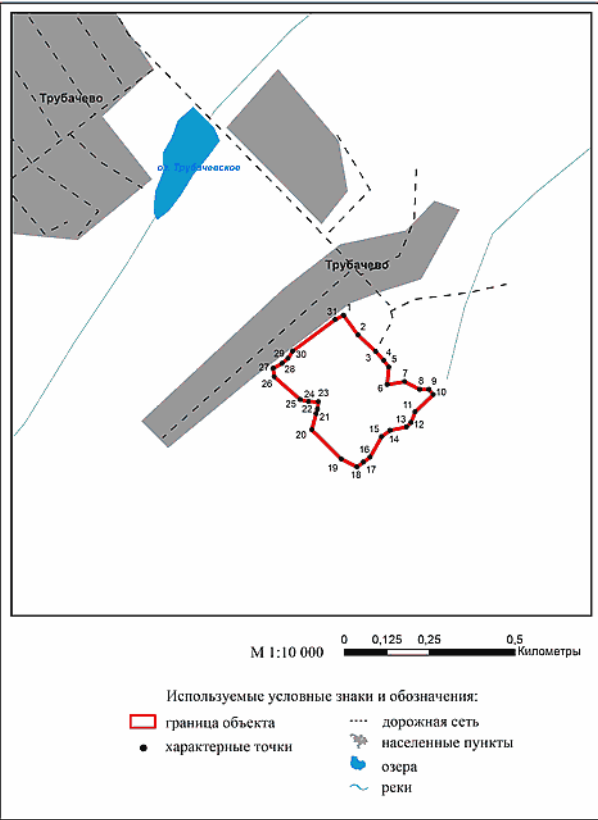 Трубачево
оз. Трубачевское
Трубачево
31 1
2
3 4
5
29 30
28
27
26
6 7
8 9
10
25 24 23
22
21
11
12
13
14
15
20
19
18
16
17
М 1:10 000
0 0,125 0,25 0,5
Километры
Используемые условные знаки и обозначения:
граница объекта
характерные точки
дорожная сеть
населенные пункты
озера
реки